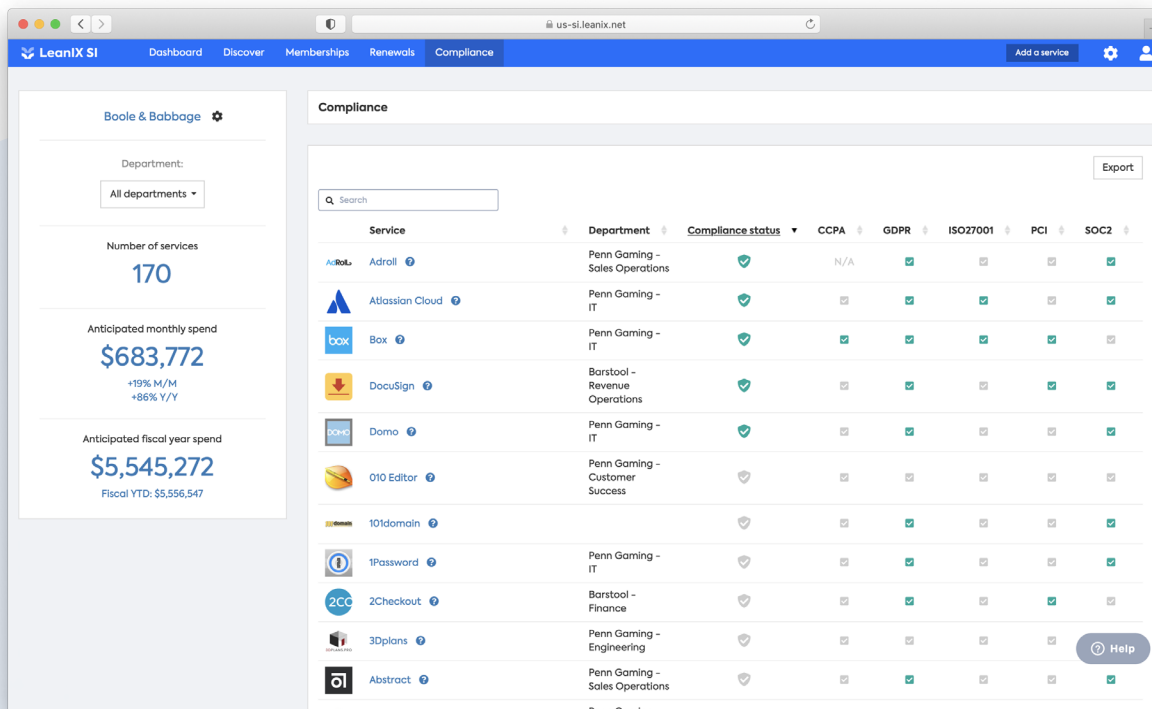 us-si.leanix.net
LeanIX SI Dashboard Discover Memberships Renewals Compliance Add a service
Boole & Babbage
Department:
All departments
Number of services
170
Anticipated monthly spend
$683,772
+19% M/M
+86% Y/Y
Anticipated fiscal year spend
$5,545,272
Fiscal YTD: $5,556,547
Compliance
Export
Search
Service Department Compliance status CCPA GDPR ISO27001 PCI SOC2
AdRoll Adroll Penn Gaming -
Sales Operations N/A
Atlassian Cloud Penn Gaming -
IT
box Box Penn Gaming -
IT
DocuSign Barstool -
Revenue
Operations
DOMO Domo Penn Gaming -
IT
010 Editor Penn Gaming -
Customer
Success
101domain
1Password Penn Gaming -
IT
2CO 2Checkout Barstool -
Finance
3Dplans Penn Gaming -
Engineering
Abstract Penn Gaming -
Sales Operations
Help